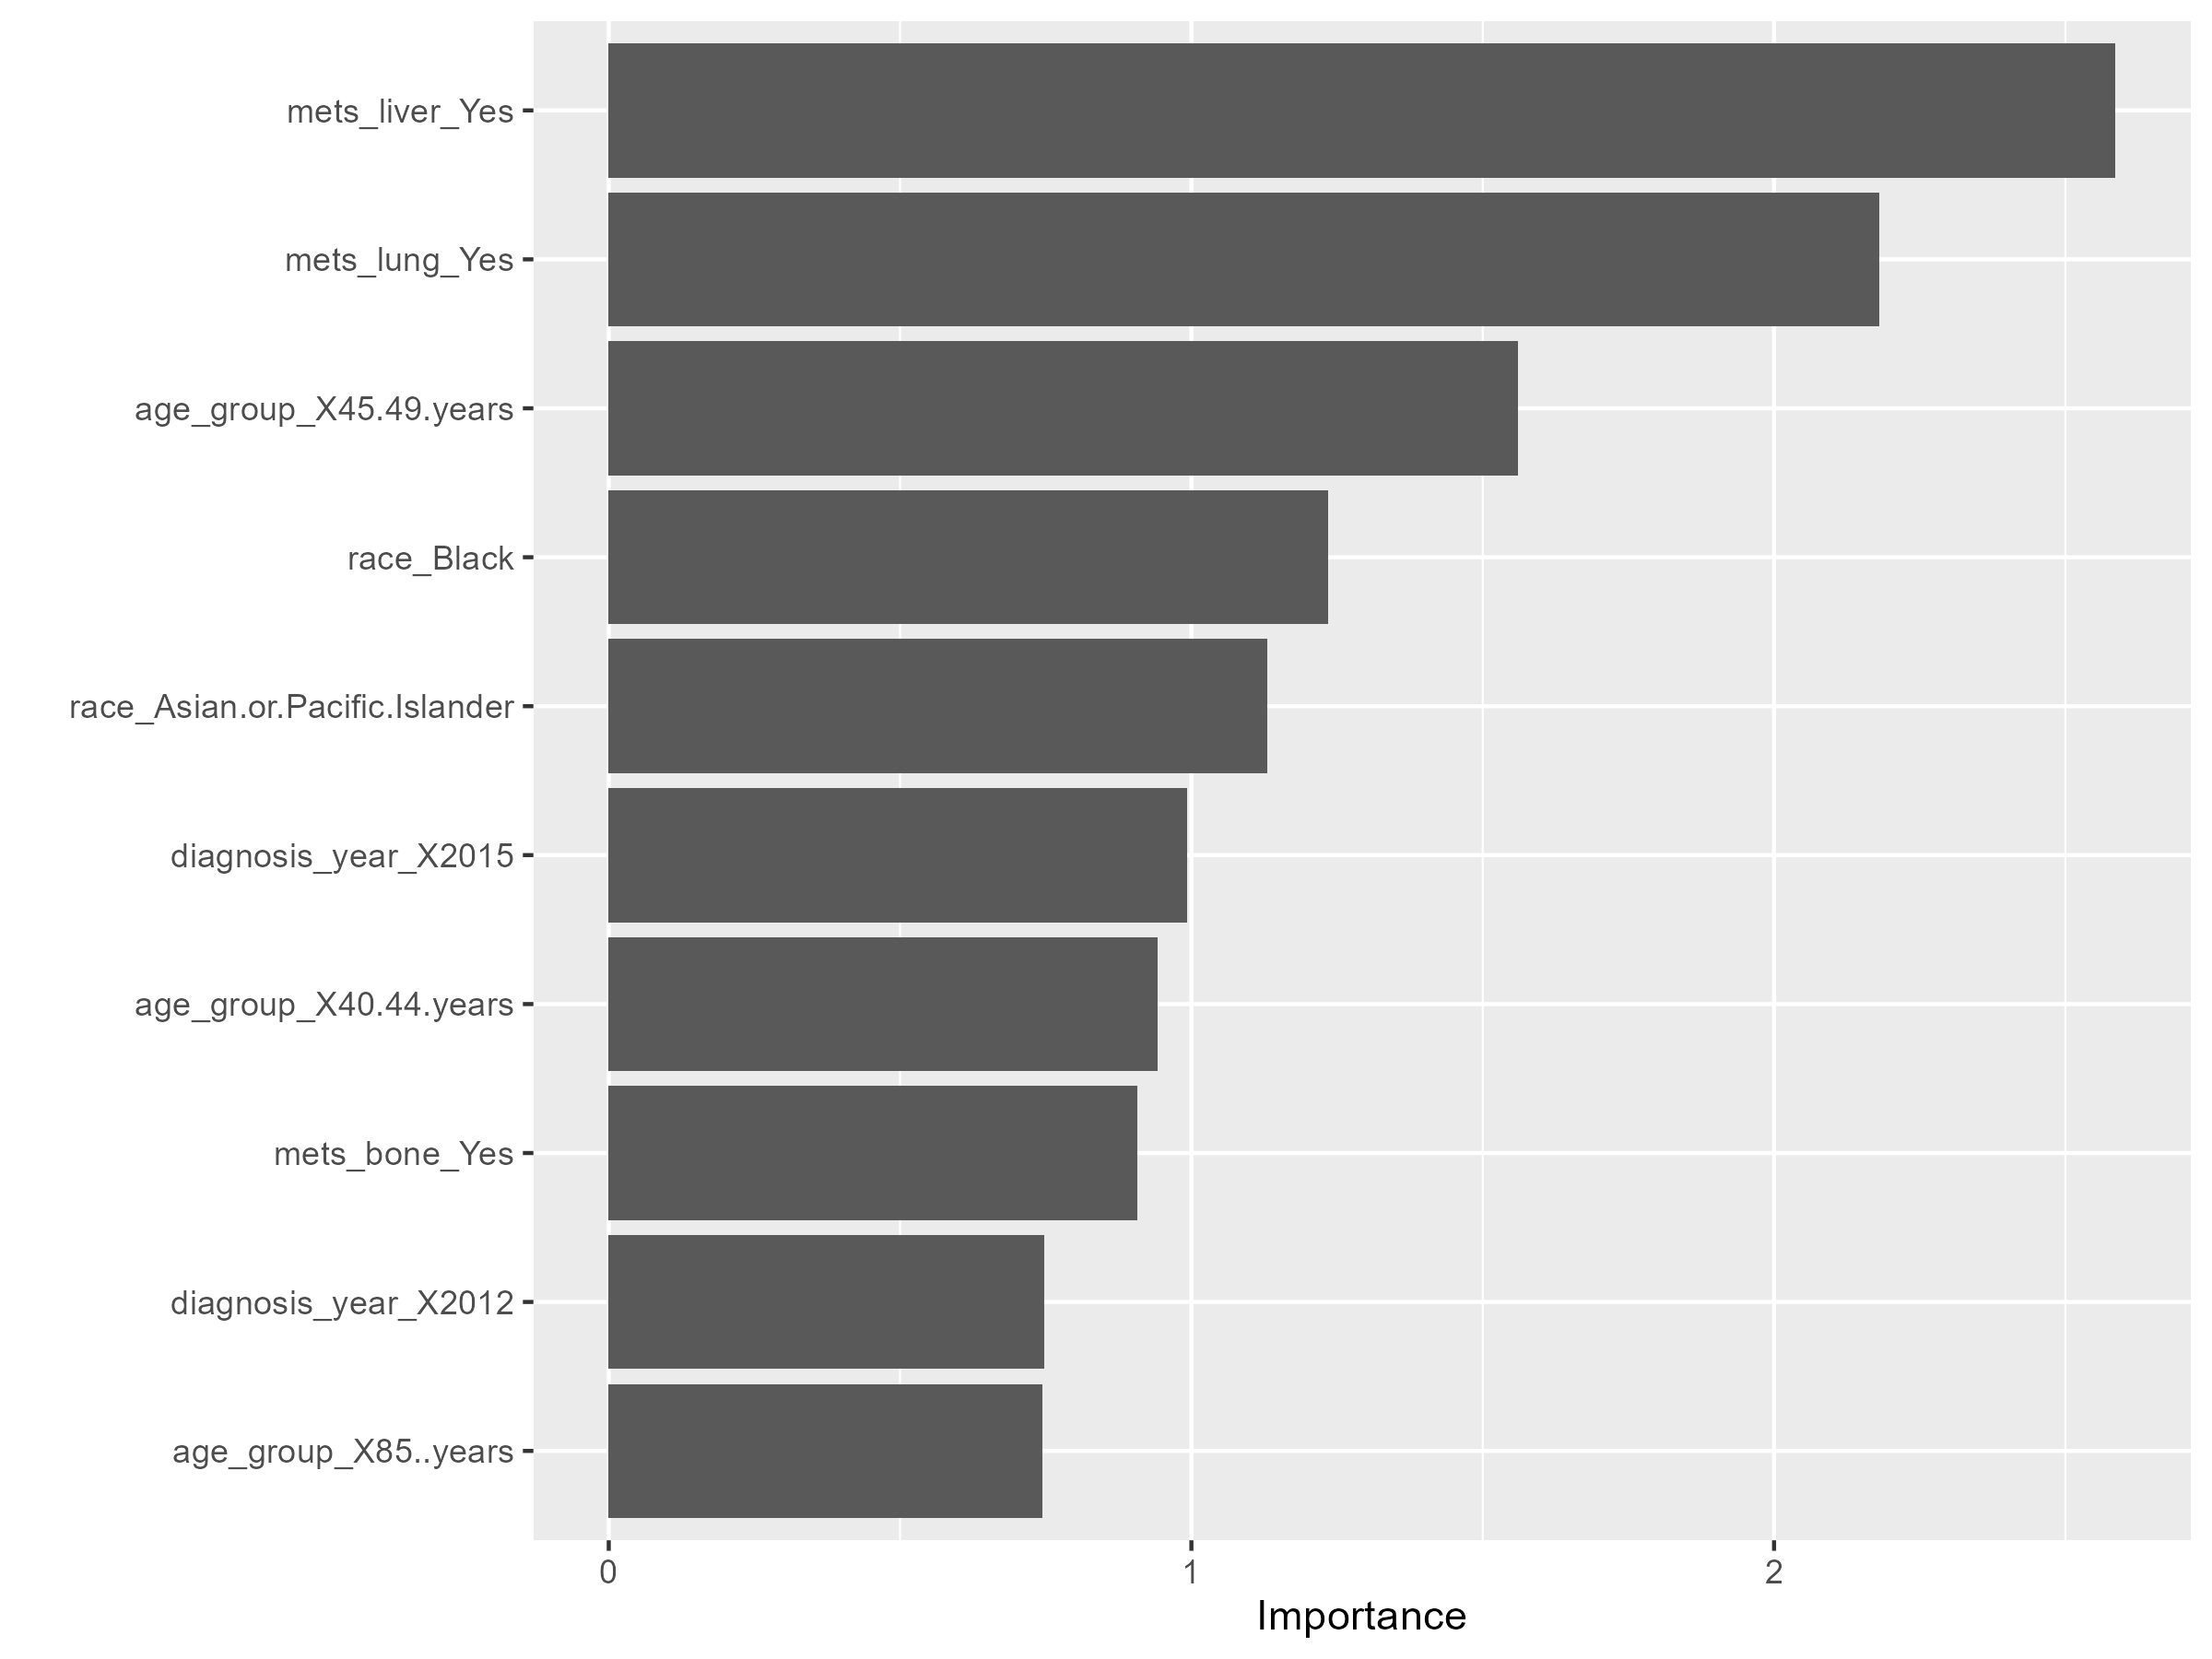 mets_liver_Yes
mets_lung_Yes
age_group_X45.49.years
race_Black
race_Asian.or.Pacific.Islander
diagnosis_year_X2015
age_group_X40.44.years
mets_bone_Yes
diagnosis_year_X2012
age_group_X85..years
0 1 2
Importance